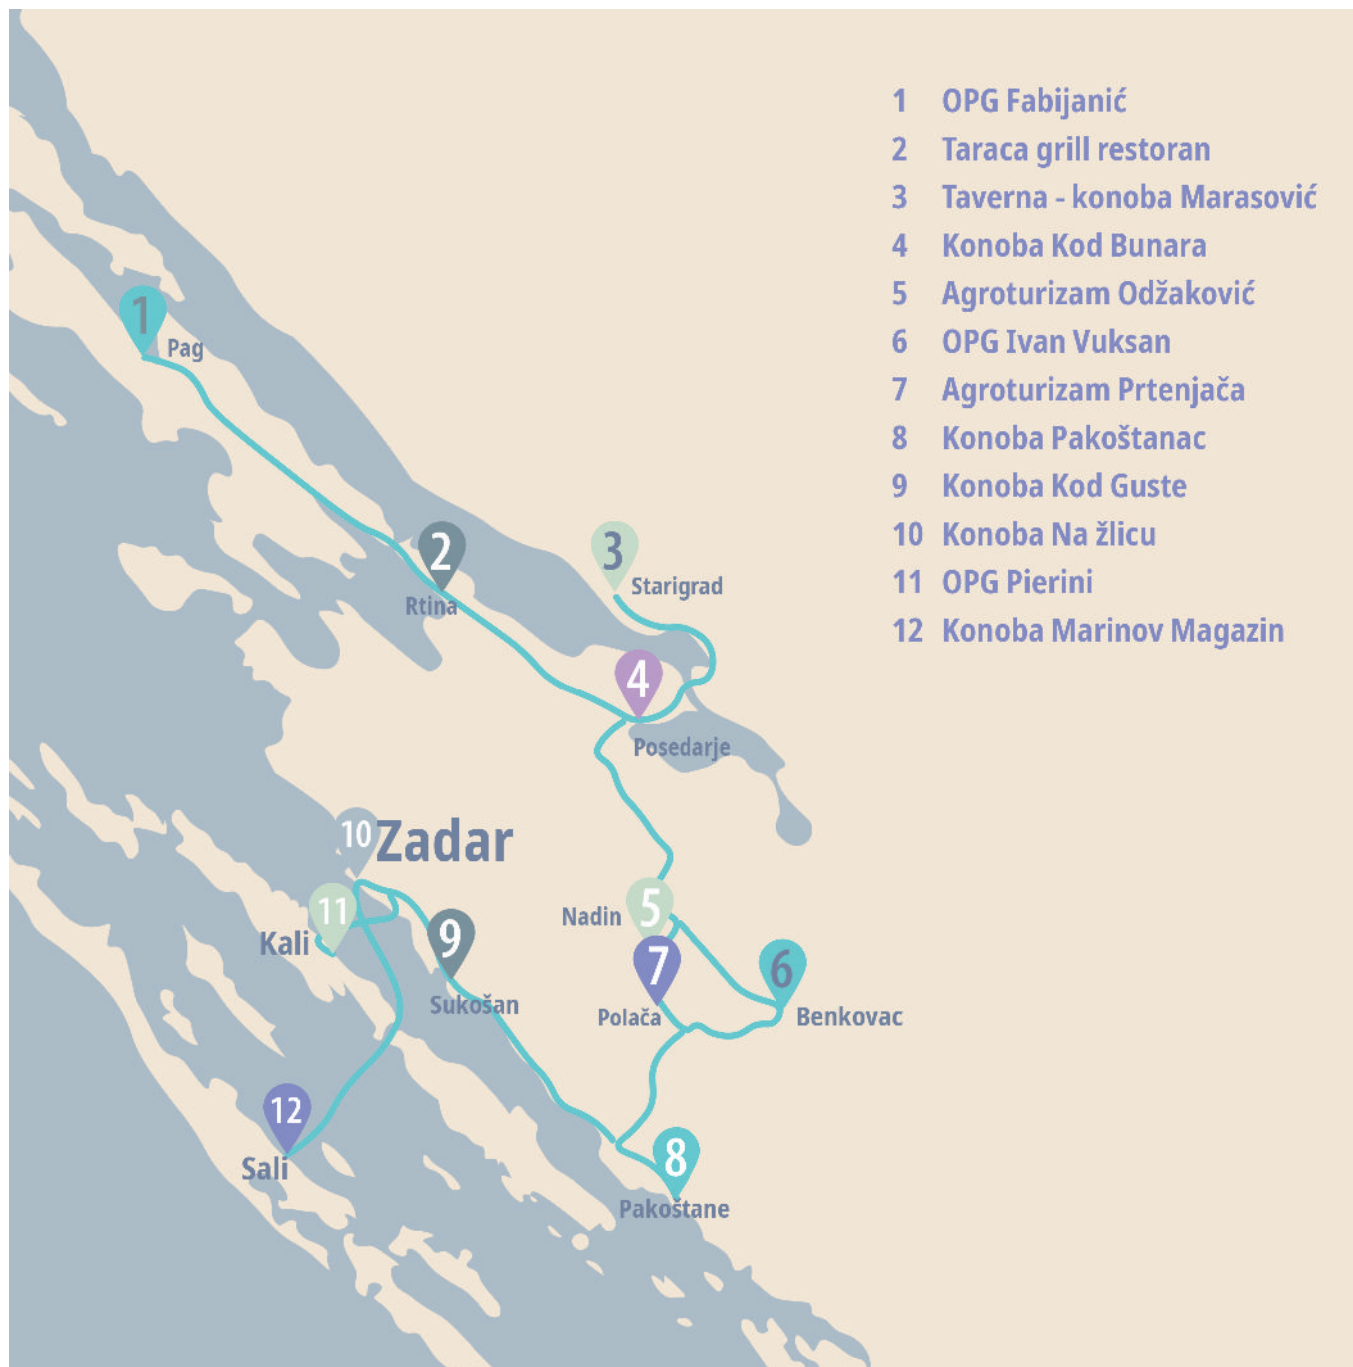 1 OPG Fabijanić
2 Taraca grill restoran
3 Taverna - konoba Marasović
4 Konoba Kod Bunara
5 Agroturizam Odžaković
6 OPG Ivan Vuksan
7 Agroturizam Prtenjača
8 Konoba Pakoštanac
9 Konoba Kod Guste
10 Konoba Na žlicu
11 OPG Pierini
12 Konoba Marinov Magazin
1
Pag
2
Rtina
3
Starigrad
4
Posedarje
10
Zadar
11
Kali
9
Sukošan
5
Nadin
7
Polača
6
Benkovac
12
Sali
8
Pakoštane